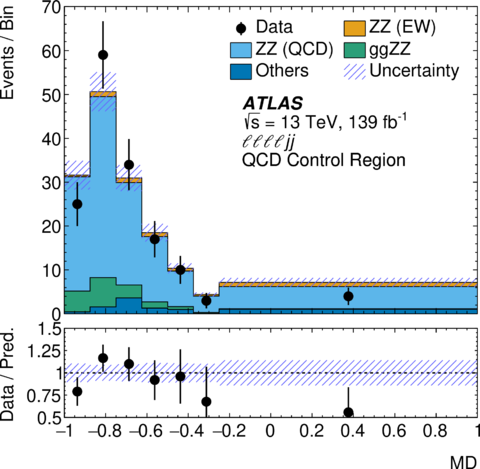 Events / Bin
70
60
50
40
30
20
10
0
Data
ZZ (EW)
ZZ (QCD)
ggZZ
Others
Uncertainty
ATLAS
√s = 13 TeV, 139 fb⁻¹
ℓℓℓℓjj
QCD Control Region
Data / Pred.
1.5
1.25
1
0.75
0.5
−1 −0.8 −0.6 −0.4 −0.2 0 0.2 0.4 0.6 0.8 1
MD